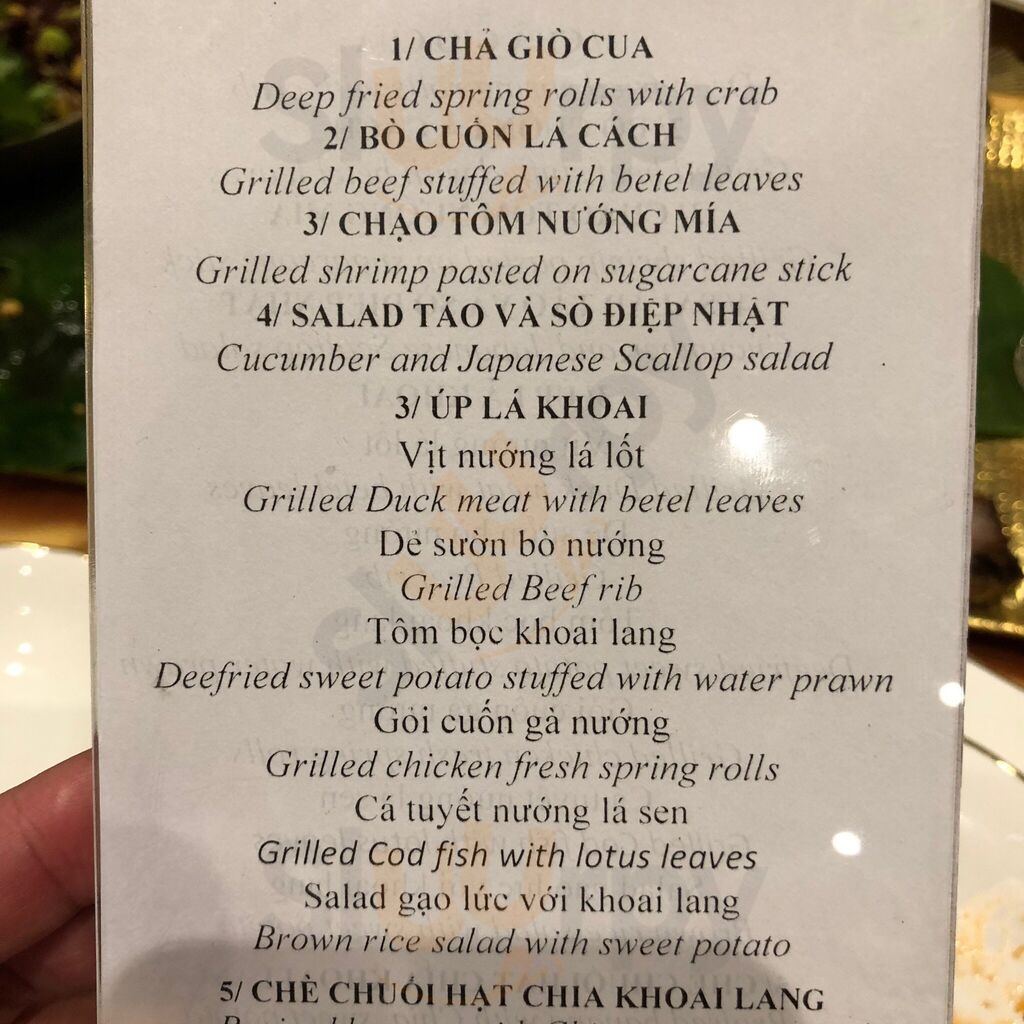 1/ CHẢ GIÒ CUA
Deep fried spring rolls with crab
2/ BÒ CUỐN LÁ CÁCH
Grilled beef stuffed with betel leaves
3/ CHẠO TÔM NƯỚNG MÍA
Grilled shrimp pasted on sugarcane stick
4/ SALAD TÁO VÀ SÒ ĐIỆP NHẬT
Cucumber and Japanese Scallop salad
3/ ÚP LÁ KHOAI
Vịt nướng lá lốt
Grilled Duck meat with betel leaves
Dẻ sườn bò nướng
Grilled Beef rib
Tôm bọc khoai lang
Deefried sweet potato stuffed with water prawn
Gỏi cuốn gà nướng
Grilled chicken fresh spring rolls
Cá tuyết nướng lá sen
Grilled Cod fish with lotus leaves
Salad gạo lức với khoai lang
Brown rice salad with sweet potato
5/ CHÈ CHUỐI HẠT CHIA KHOAI LANG